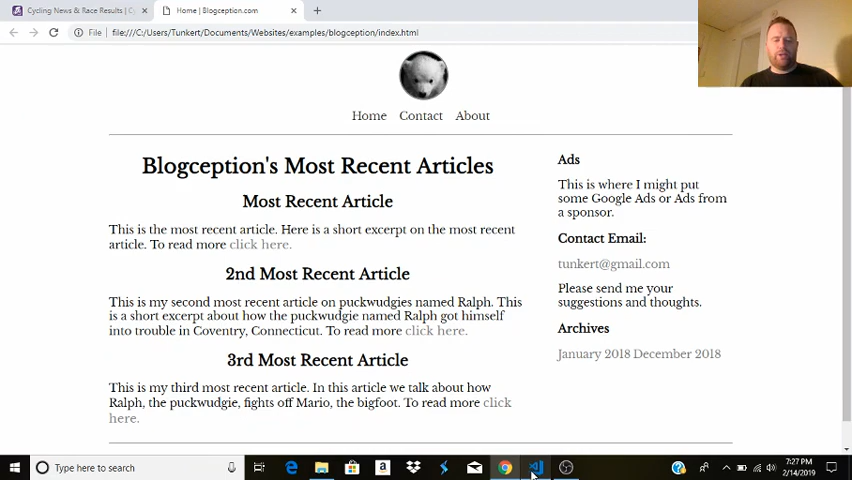 Cycling News & Race Results | Cy
Home | Blogception.com
File | file:///C:/Users/Tunkert/Documents/Websites/examples/blogception/index.html
Home Contact About
Blogception's Most Recent Articles
Most Recent Article
This is the most recent article. Here is a short excerpt on the most recent
article. To read more click here.
2nd Most Recent Article
This is my second most recent article on puckwudgies named Ralph. This
is a short excerpt about how the puckwudgie named Ralph got himself
into trouble in Coventry, Connecticut. To read more click here.
3rd Most Recent Article
This is my third most recent article. In this article we talk about how
Ralph, the puckwudgie, fights off Mario, the bigfoot. To read more click
here.
Ads
This is where I might put
some Google Ads or Ads from
a sponsor.
Contact Email:
tunkert@gmail.com
Please send me your
suggestions and thoughts.
Archives
January 2018 December 2018
Type here to search
7:27 PM
2/14/2019